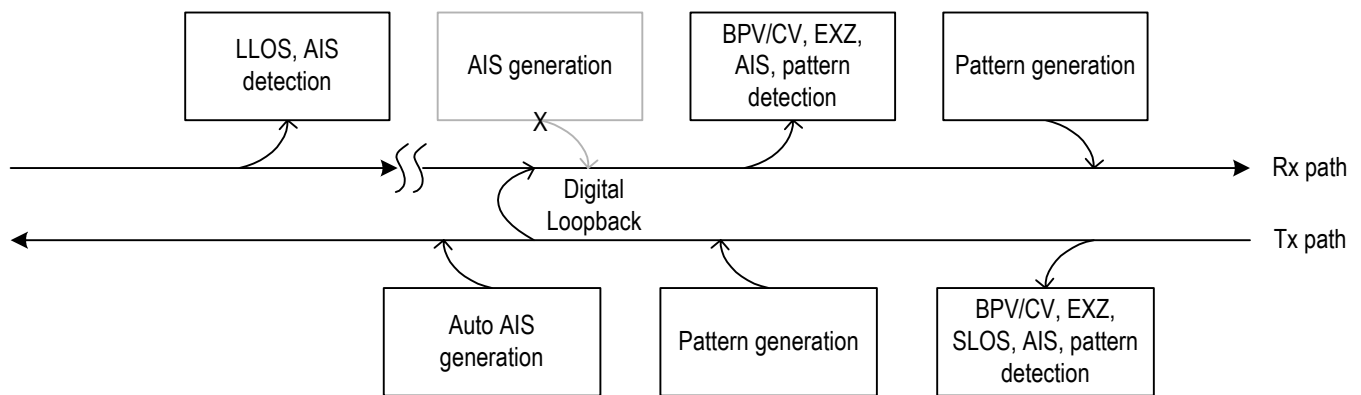 LLOS, AIS
detection
AIS generation
BPV/CV, EXZ,
AIS, pattern
detection
Pattern generation
X
Rx path
Digital
Loopback
Tx path
Auto AIS
generation
Pattern generation
BPV/CV, EXZ,
SLOS, AIS, pattern
detection